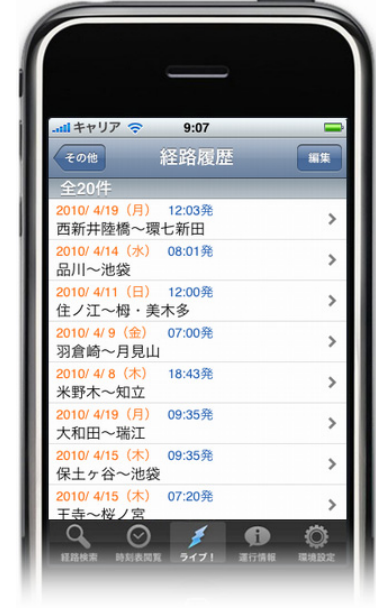 キャリア 9:07
その他 経路履歴 編集
全20件
2010/ 4/19（月） 12:03発
西新井陸橋～環七新田
2010/ 4/14（水） 08:01発
品川～池袋
2010/ 4/11（日） 12:00発
住ノ江～栂・美木多
2010/ 4/ 9（金） 07:00発
羽倉崎～月見山
2010/ 4/ 8（木） 18:43発
米野木～知立
2010/ 4/19（月） 09:35発
大和田～瑞江
2010/ 4/15（木） 09:35発
保土ヶ谷～池袋
2010/ 4/15（木） 07:20発
王寺～桜ノ宮
経路検索 時刻表閲覧 ライブ！ 運行情報 環境設定